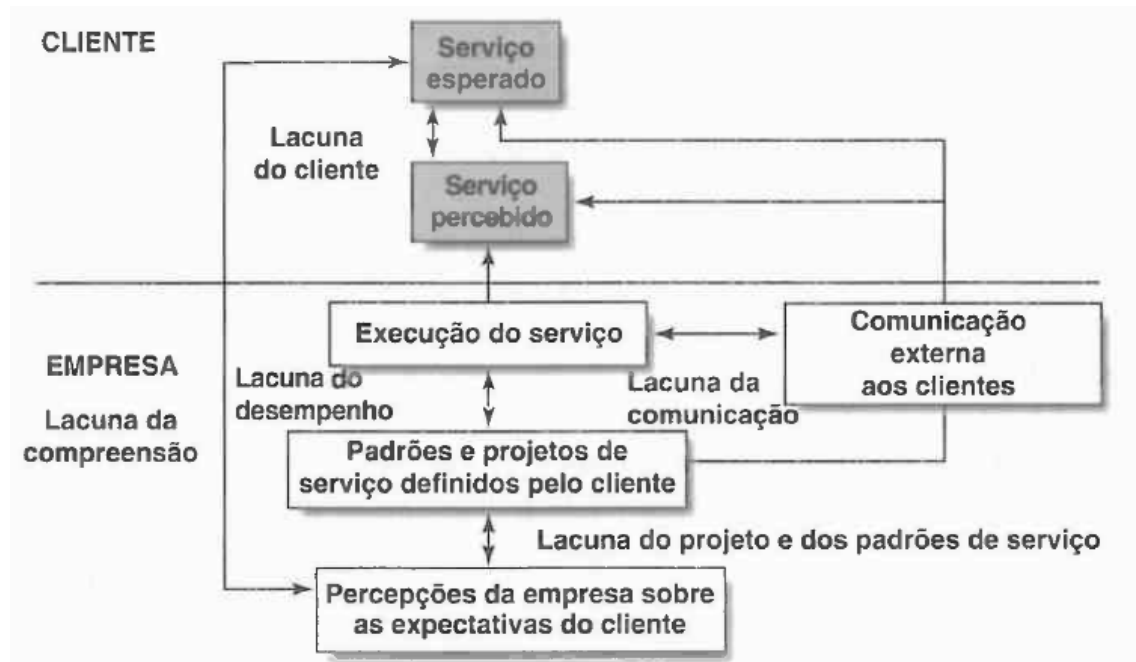 CLIENTE
Serviço
esperado
Lacuna
do cliente
Serviço
percebido
Execução do serviço
Comunicação
externa
aos clientes
EMPRESA
Lacuna da
compreensão
Lacuna do
desempenho
Lacuna da
comunicação
Padrões e projetos de
serviço definidos pelo cliente
Lacuna do projeto e dos padrões de serviço
Percepções da empresa sobre
as expectativas do cliente